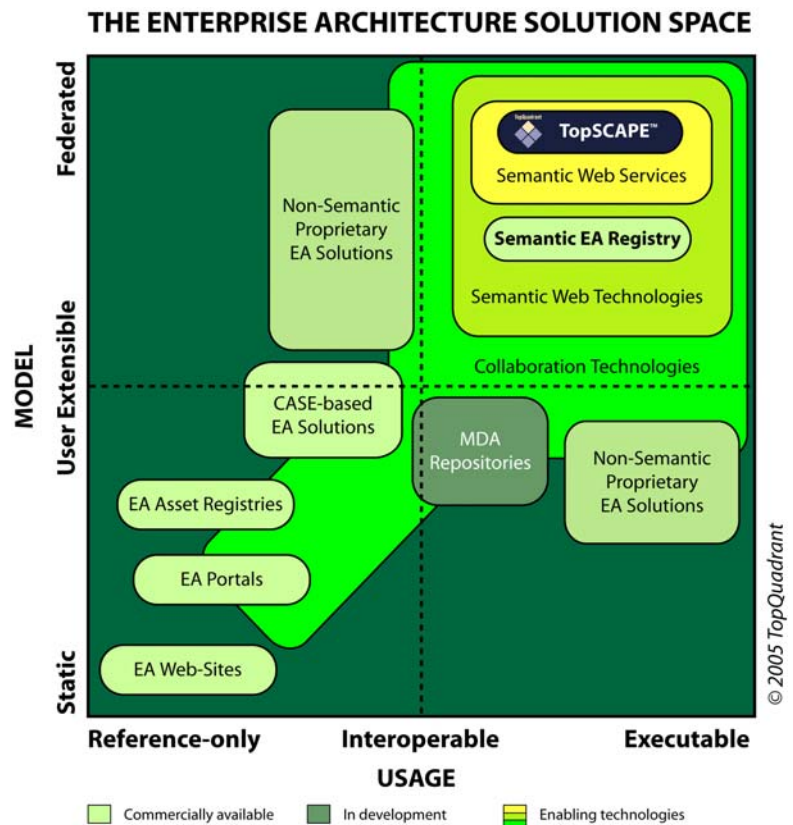 THE ENTERPRISE ARCHITECTURE SOLUTION SPACE
Federated
User Extensible
Static
MODEL
TopQuadrant
TopSCAPE™
Semantic Web Services
Semantic EA Registry
Semantic Web Technologies
Collaboration Technologies
Non-Semantic
Proprietary
EA Solutions
CASE-based
EA Solutions
MDA
Repositories
Non-Semantic
Proprietary
EA Solutions
EA Asset Registries
EA Portals
EA Web-Sites
© 2005 TopQuadrant
Reference-only
Interoperable
Executable
USAGE
Commercially available
In development
Enabling technologies